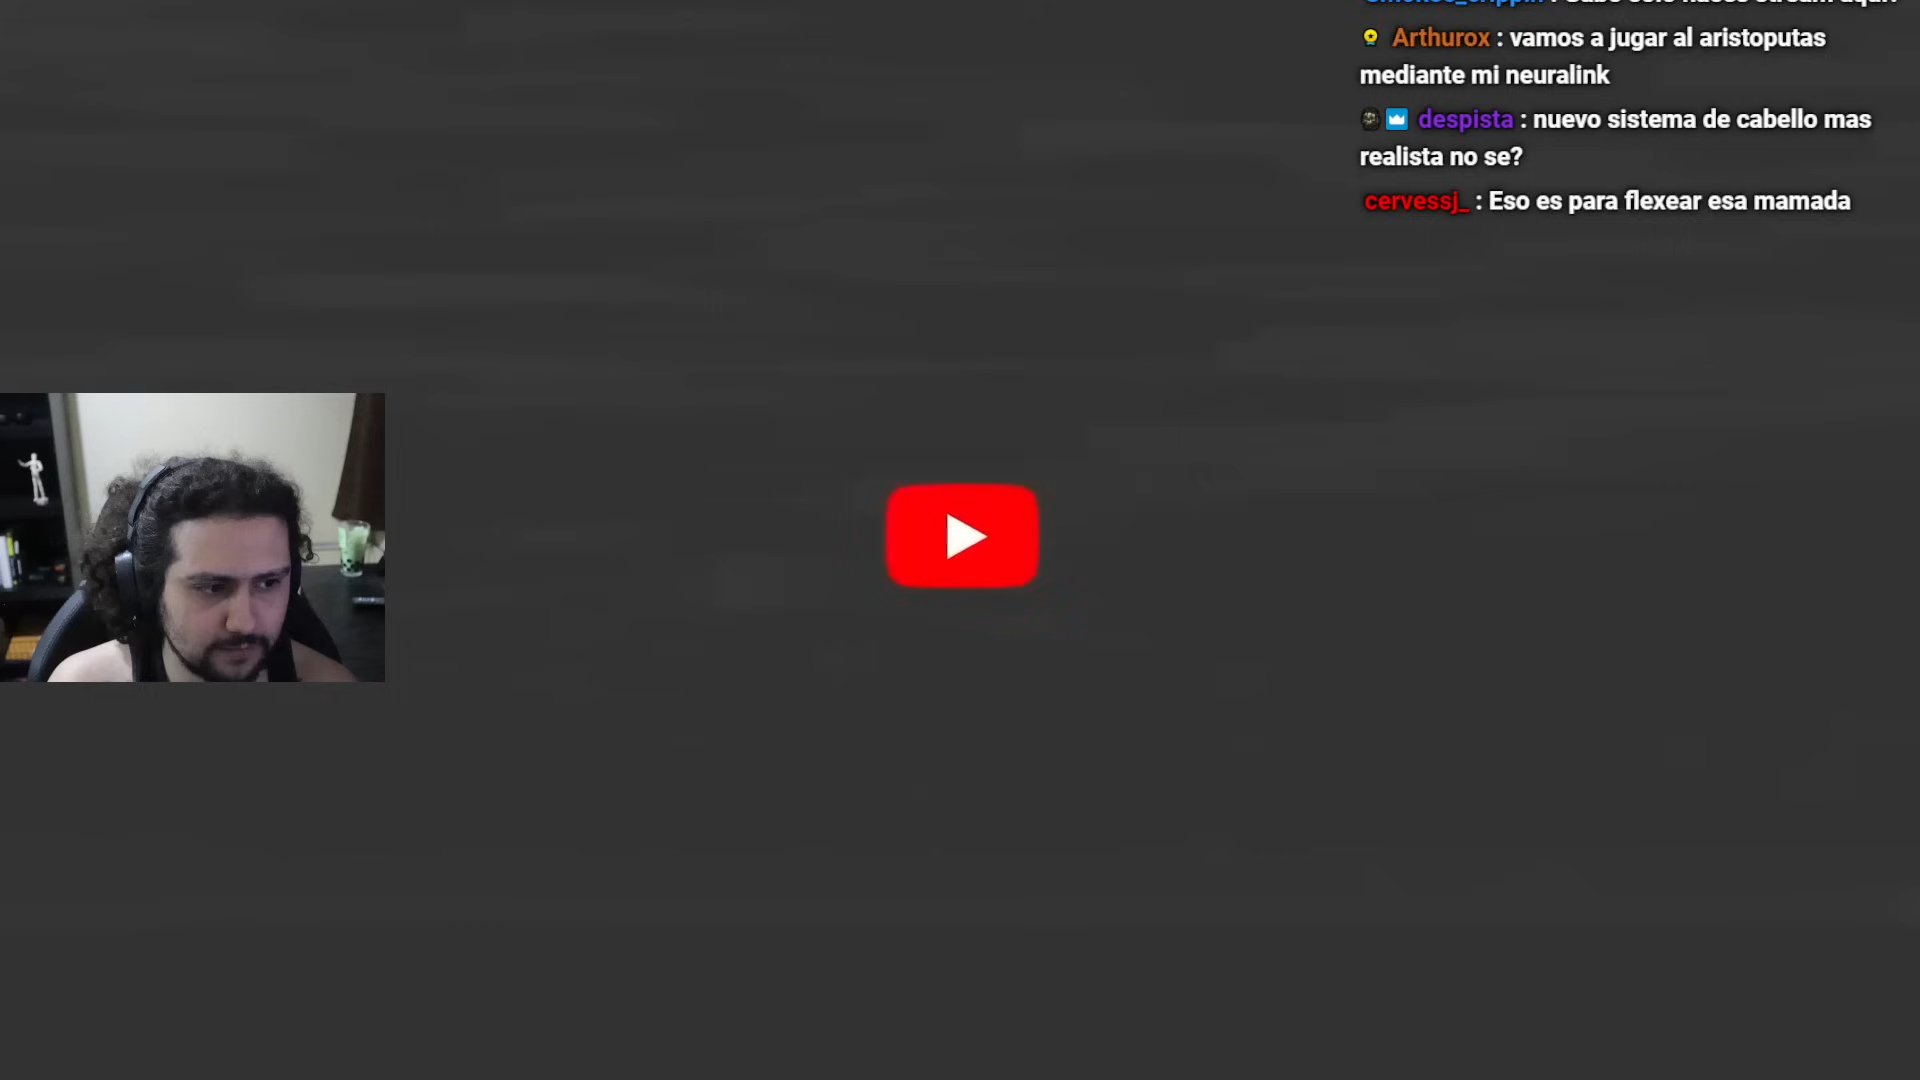 Arthurox : vamos a jugar al aristoputas
mediante mi neuralink
despista : nuevo sistema de cabello mas
realista no se?
cervessj_ : Eso es para flexear esa mamada